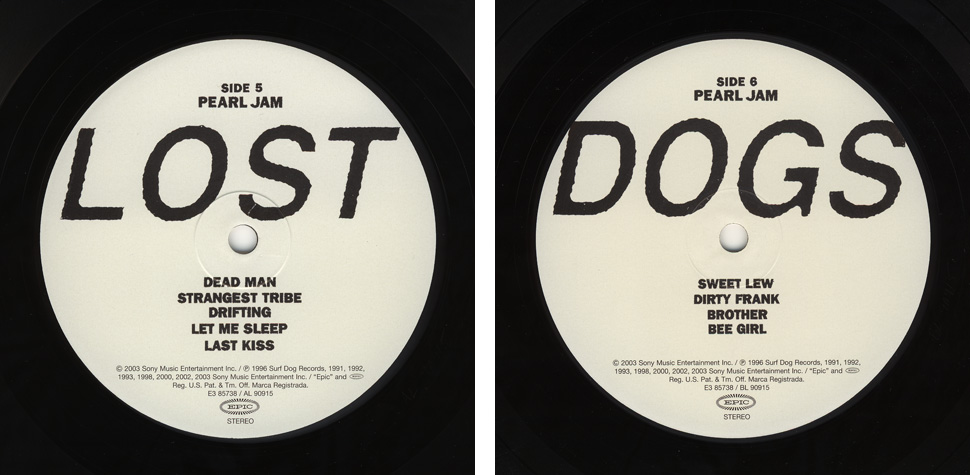 SIDE 5
PEARL JAM
LOST
DEAD MAN
STRANGEST TRIBE
DRIFTING
LET ME SLEEP
LAST KISS
© 2003 Sony Music Entertainment Inc. / ℗ 1996 Surf Dog Records, 1991, 1992,
1993, 1998, 2000, 2002, 2003 Sony Music Entertainment Inc. / "Epic" and
Reg. U.S. Pat. & Tm. Off. Marca Registrada.
E3 85738 / AL 90915
EPIC
STEREO
SIDE 6
PEARL JAM
DOGS
SWEET LEW
DIRTY FRANK
BROTHER
BEE GIRL
© 2003 Sony Music Entertainment Inc. / ℗ 1996 Surf Dog Records, 1991, 1992,
1993, 1998, 2000, 2002, 2003 Sony Music Entertainment Inc. / "Epic" and
Reg. U.S. Pat. & Tm. Off. Marca Registrada.
E3 85738 / BL 90915
EPIC
STEREO